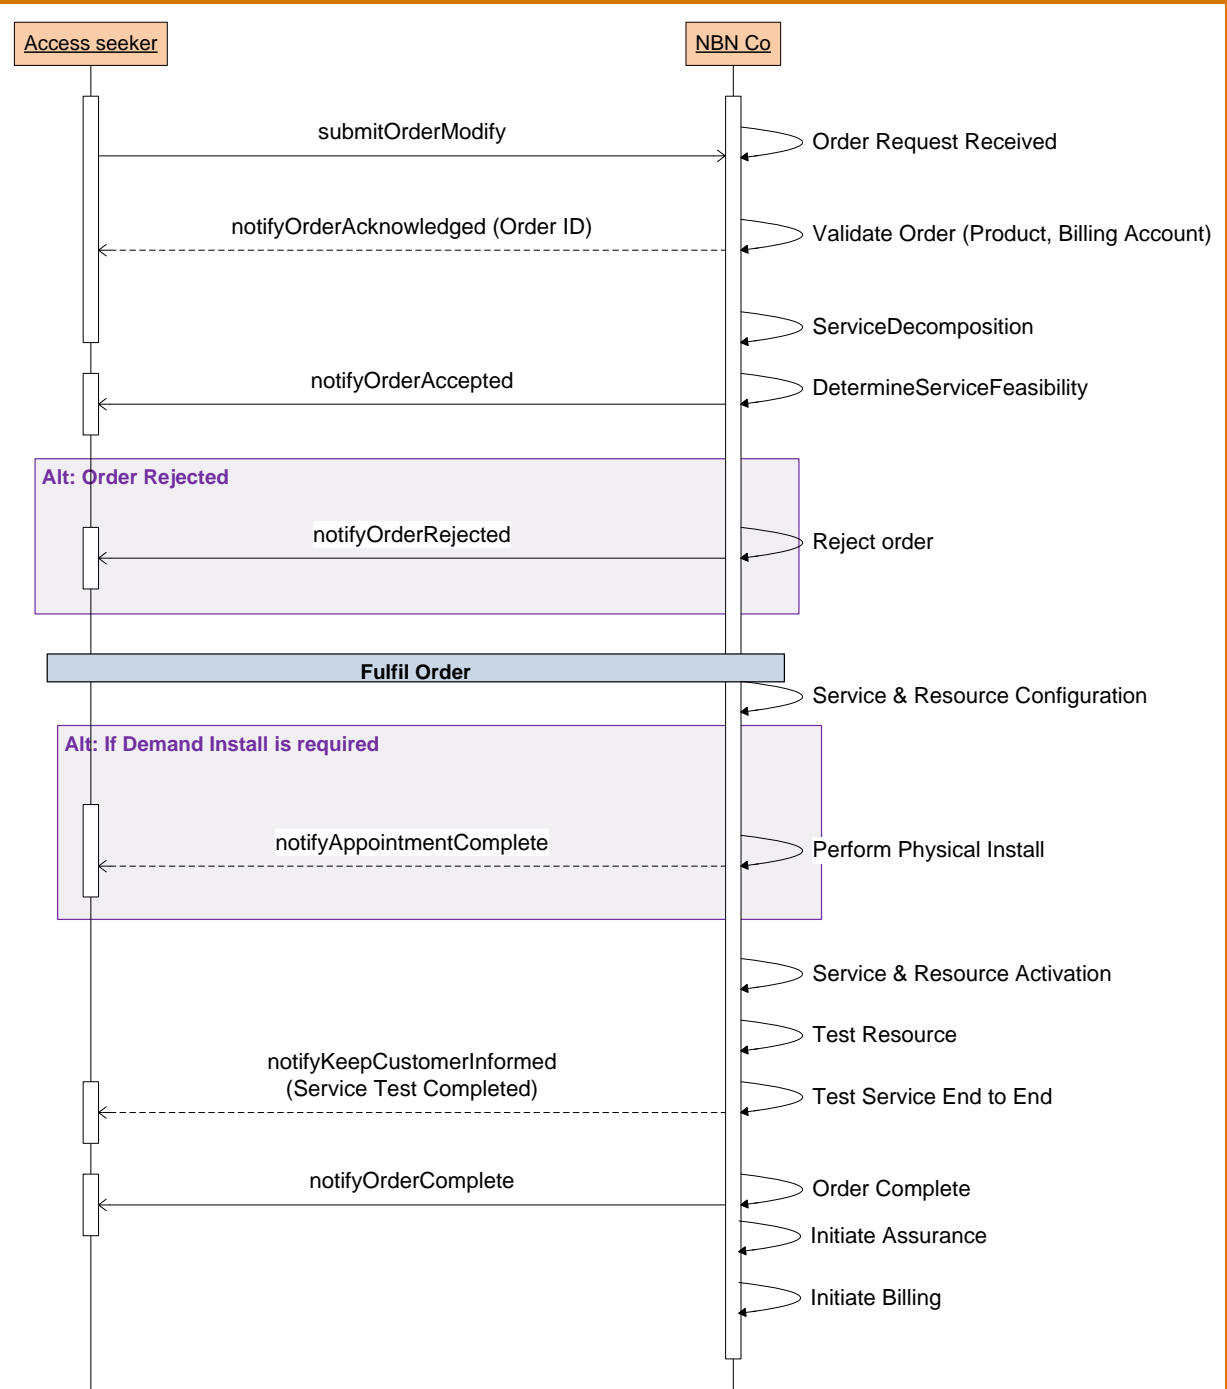 Access seeker
NBN Co
submitOrderModify
Order Request Received
notifyOrderAcknowledged (Order ID)
Validate Order (Product, Billing Account)
ServiceDecomposition
notifyOrderAccepted
DetermineServiceFeasibility
Alt: Order Rejected
notifyOrderRejected
Reject order
Fulfil Order
Service & Resource Configuration
Alt: If Demand Install is required
notifyAppointmentComplete
Perform Physical Install
Service & Resource Activation
Test Resource
notifyKeepCustomerInformed
(Service Test Completed)
Test Service End to End
notifyOrderComplete
Order Complete
Initiate Assurance
Initiate Billing